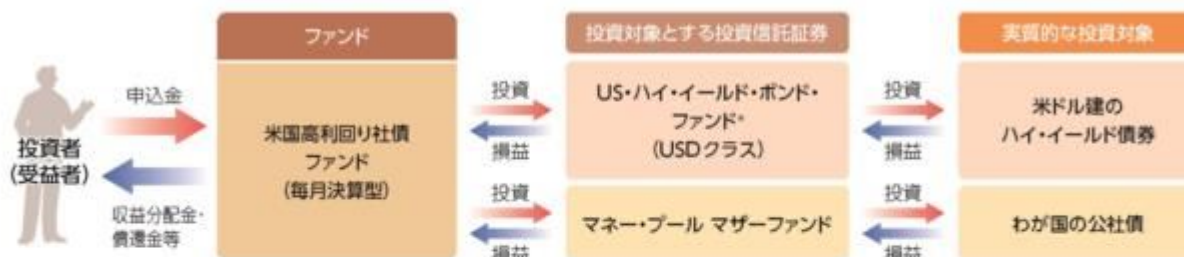 ファンド
投資対象とする投資信託証券
実質的な投資対象
申込金
投資者
(受益者)
収益分配金・
償還金等
米国高利回り社債
ファンド
(毎月決算型)
投資
損益
US・ハイ・イールド・ボンド・
ファンド*
(USDクラス)
投資
損益
米ドル建の
ハイ・イールド債券
投資
損益
マネー・プール マザーファンド
投資
損益
わが国の公社債